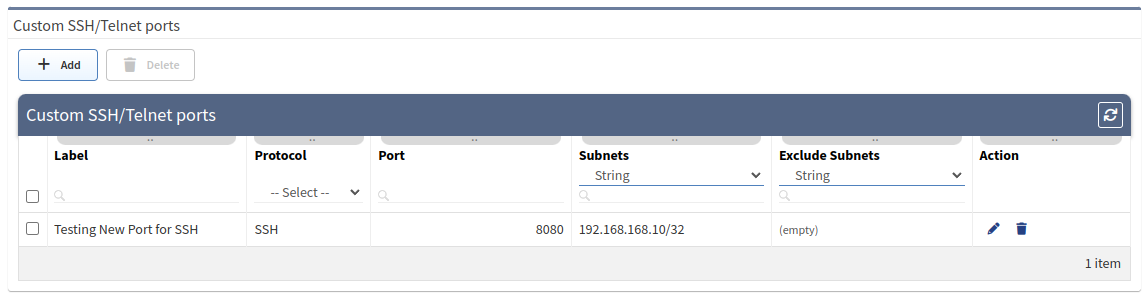 Custom SSH/Telnet ports
+ Add Delete
Custom SSH/Telnet ports
Label Protocol Port Subnets Exclude Subnets Action
-- Select -- String String
Testing New Port for SSH SSH 8080 192.168.168.10/32 (empty)
1 item